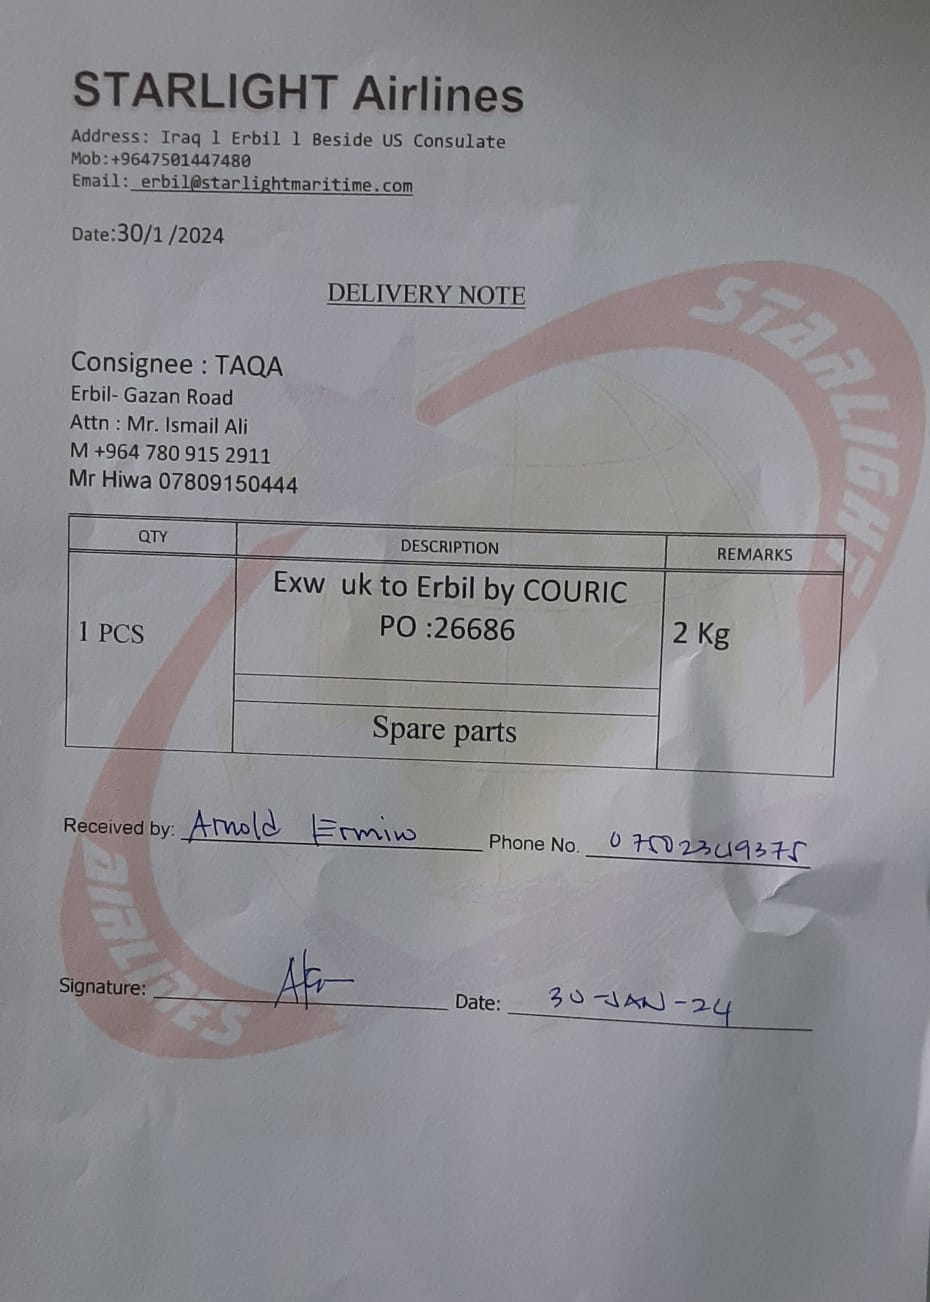 STARLIGHT Airlines
Address: Iraq l Erbil l Beside US Consulate
Mob:+9647501447480
Email: erbil@starlightmaritime.com
Date:30/1 /2024
DELIVERY NOTE
STARLIGHT
Consignee : TAQA
Erbil- Gazan Road
Attn : Mr. Ismail Ali
M +964 780 915 2911
Mr Hiwa 07809150444
QTY DESCRIPTION REMARKS
Exw uk to Erbil by COURIC
1 PCS PO :26686 2 Kg
Spare parts
Received by: Arnold Ermin Phone No. 07502349375
AIRLINES
Signature: Date: 30-JAN-24